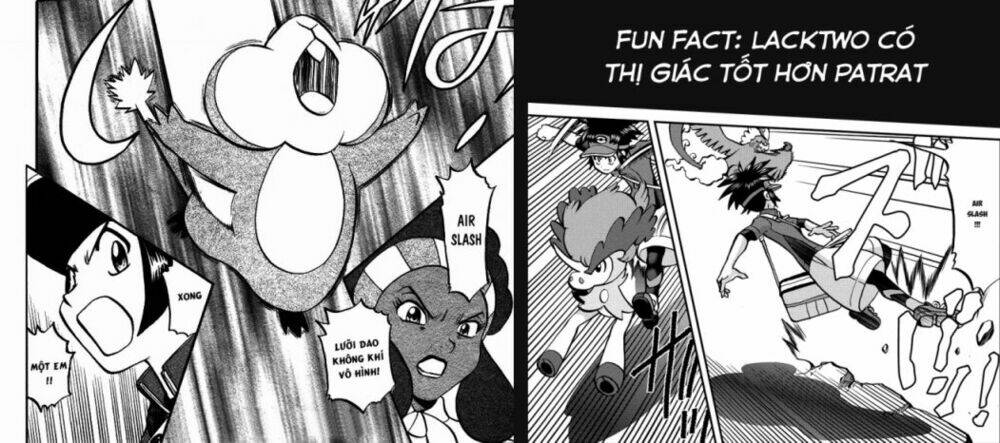 FUN FACT: LACKTWO CÓ
THỊ GIÁC TỐT HƠN PATRAT
AIR
SLASH
XONG
MỘT EM
!!
LƯỠI DAO
KHÔNG KHÍ
VÔ HÌNH!
AIR
SLASH
!!!